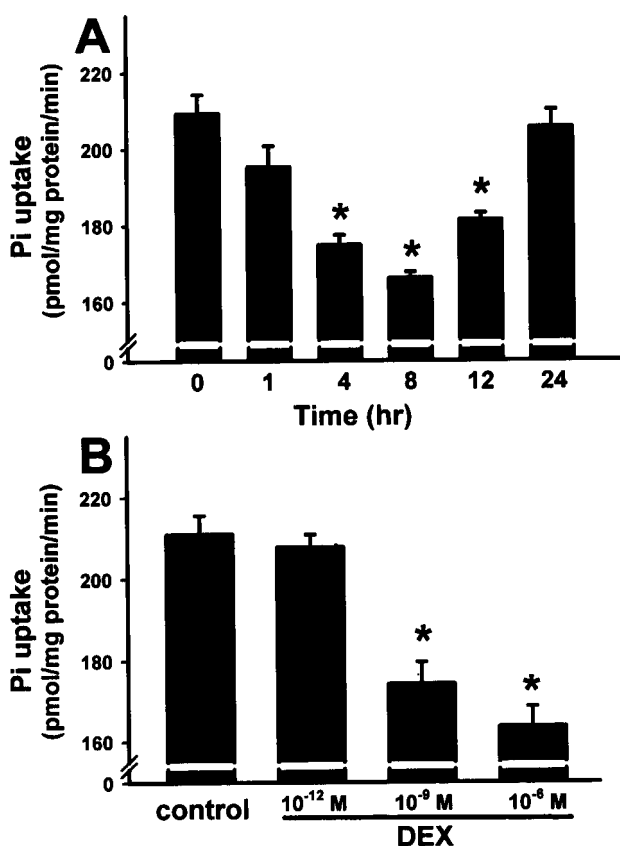 A
Pi uptake
(pmol/mg protein/min)
220
200
180
160
0
*
*
*
0 1 4 8 12 24
Time (hr)
B
Pi uptake
(pmol/mg protein/min)
220
200
170
160
0
*
*
control 10⁻¹² M 10⁻⁹ M 10⁻⁶ M
DEX